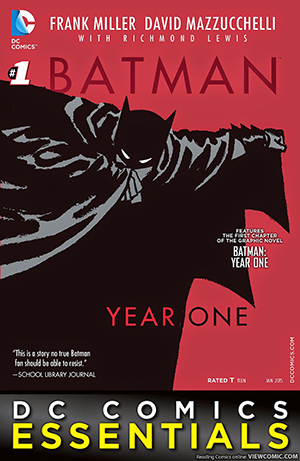 FRANK MILLER DAVID MAZZUCCHELLI
WITH RICHMOND LEWIS
DC COMICS™
#1
BATMAN™
FEATURES
THE FIRST CHAPTER
OF THE GRAPHIC NOVEL
BATMAN:
YEAR ONE
YEAR ONE
"This is a story no true Batman
fan should be able to resist."
—SCHOOL LIBRARY JOURNAL
RATED T TEEN
JAN 2015
DCCOMICS.COM
DC COMICS
ESSENTIALS
Reading Comics online: VIEWCOMIC.COM